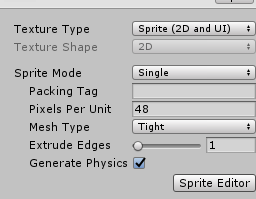 Texture Type Sprite (2D and UI)
Texture Shape 2D
Sprite Mode Single
Packing Tag
Pixels Per Unit 48
Mesh Type Tight
Extrude Edges 1
Generate Physics
Sprite Editor